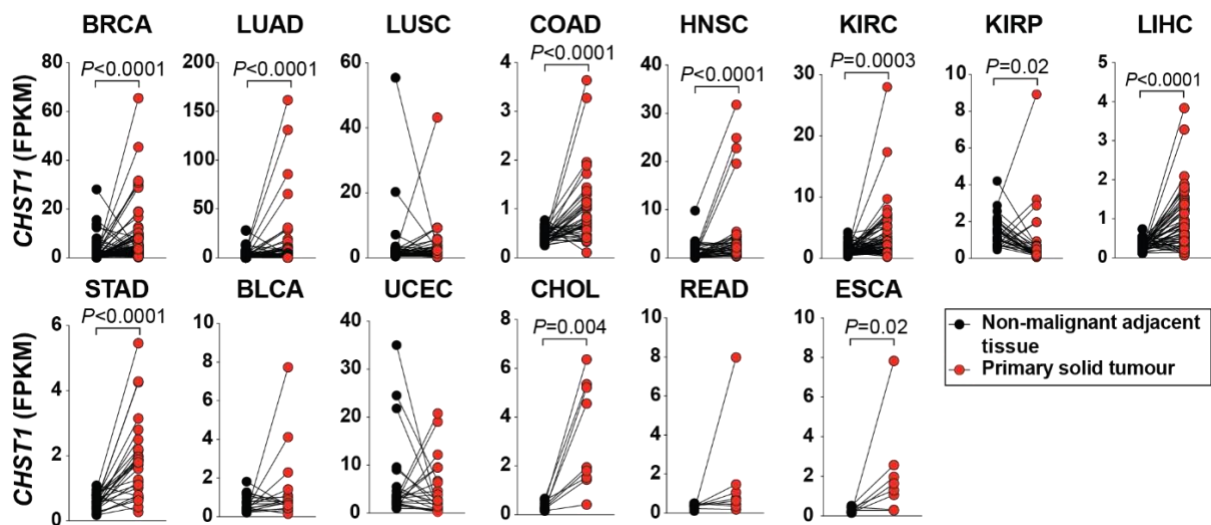 BRCA LUAD LUSC COAD HNSC KIRC KIRP LIHC
P<0.0001 P<0.0001 P<0.0001 P<0.0001 P=0.0003 P=0.02 P<0.0001
CHST1 (FPKM)
80 60 40 20 0
200 150 100 50 0
60 40 20 0
4 3 2 1 0
40 30 20 10 0
30 20 10 0
10 8 6 4 2 0
5 4 3 2 1 0
STAD BLCA UCEC CHOL READ ESCA
P<0.0001 P=0.004 P=0.02
CHST1 (FPKM)
6 4 2 0
10 8 6 4 2 0
40 30 20 10 0
8 6 4 2 0
10 8 6 4 2 0
10 8 6 4 2 0
Non-malignant adjacent
tissue
Primary solid tumour